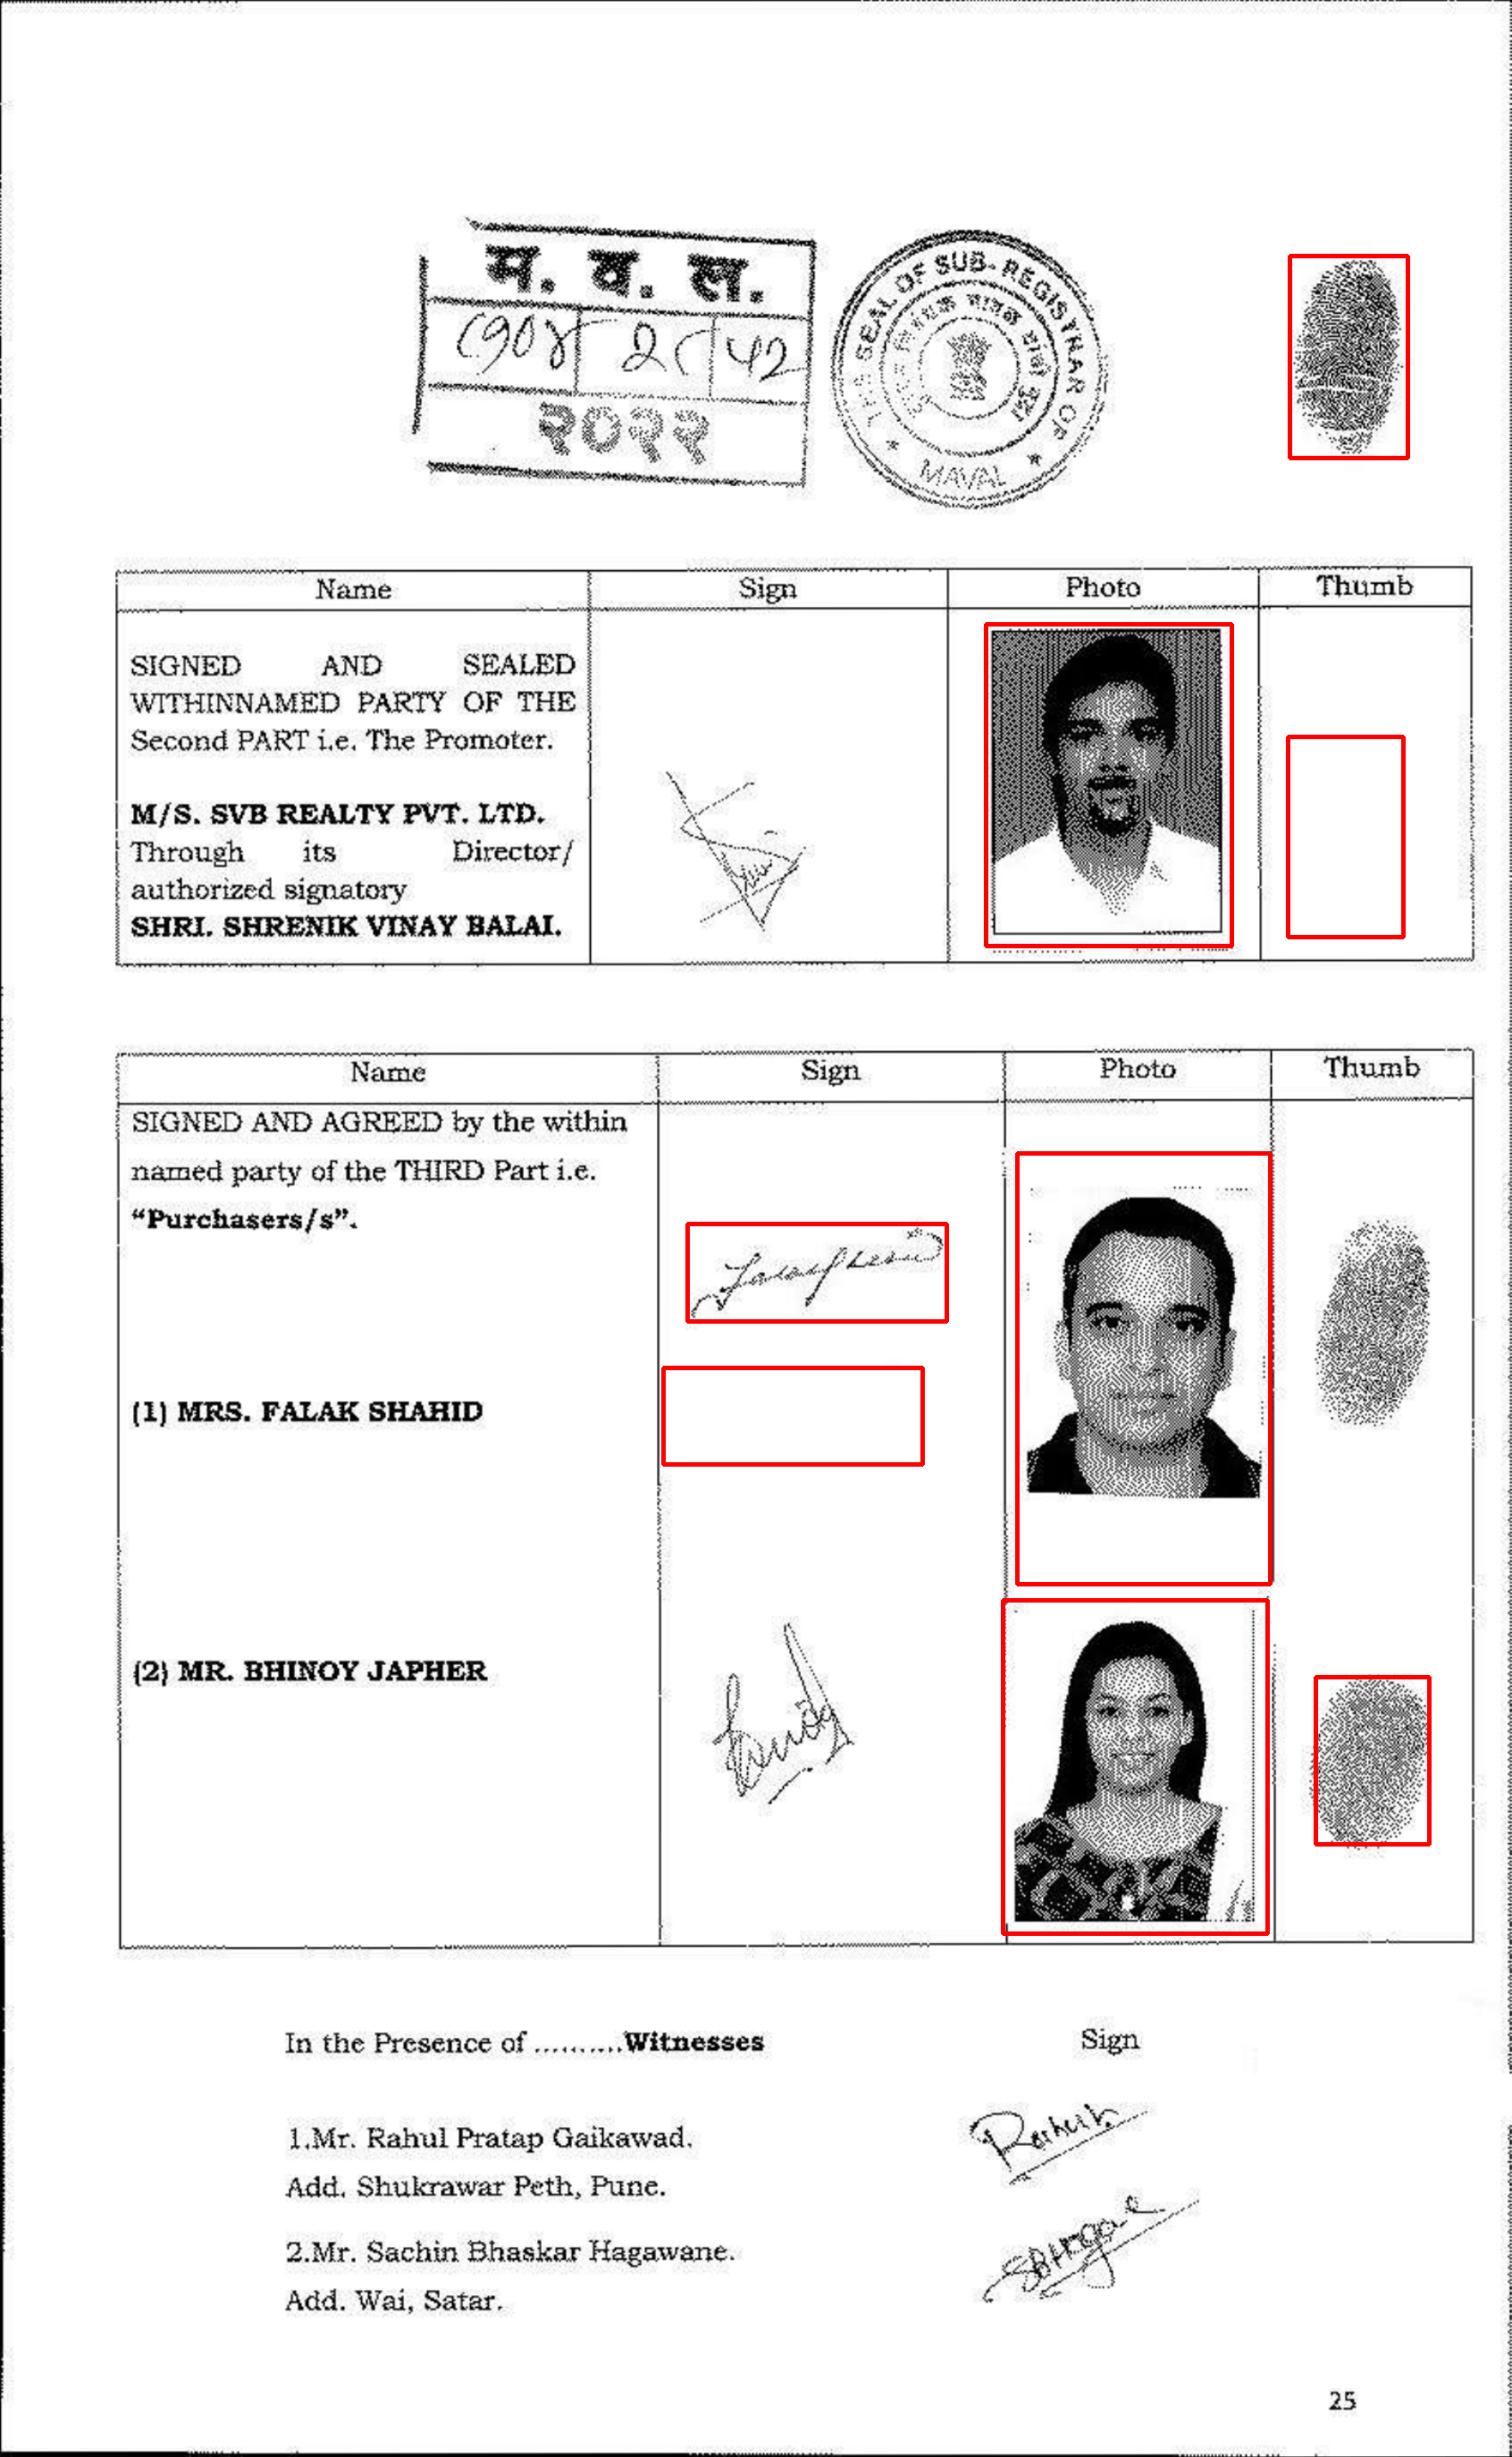 म. व. ल.
२०२२
THE SEAL OF SUB-REGISTRAR OF
MAVAL
Name Sign Photo Thumb
SIGNED AND SEALED
WITHINNAMED PARTY OF THE
Second PART i.e. The Promoter.
M/S. SVB REALTY PVT. LTD.
Through its Director/
authorized signatory
SHRI. SHRENIK VINAY BALAI.
Name Sign Photo Thumb
SIGNED AND AGREED by the within
named party of the THIRD Part i.e.
“Purchasers/s”.
(1) MRS. FALAK SHAHID
(2) MR. BHINOY JAPHER
In the Presence of ..........Witnesses Sign
1.Mr. Rahul Pratap Gaikawad.
Add. Shukrawar Peth, Pune.
2.Mr. Sachin Bhaskar Hagawane.
Add. Wai, Satar.
25